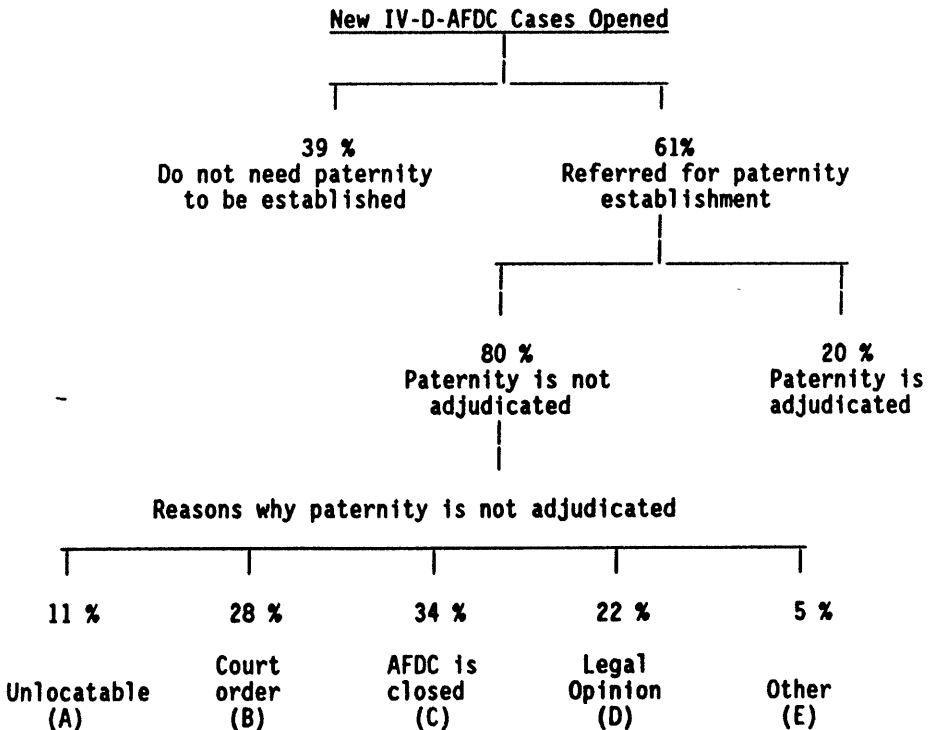 New IV-D-AFDC Cases Opened
39 % 61%
Do not need paternity Referred for paternity
to be established establishment
80 % 20 %
Paternity is not Paternity is
adjudicated adjudicated
Reasons why paternity is not adjudicated
11 % 28 % 34 % 22 % 5 %
Court AFDC is Legal
Unlocatable order closed Opinion Other
(A) (B) (C) (D) (E)